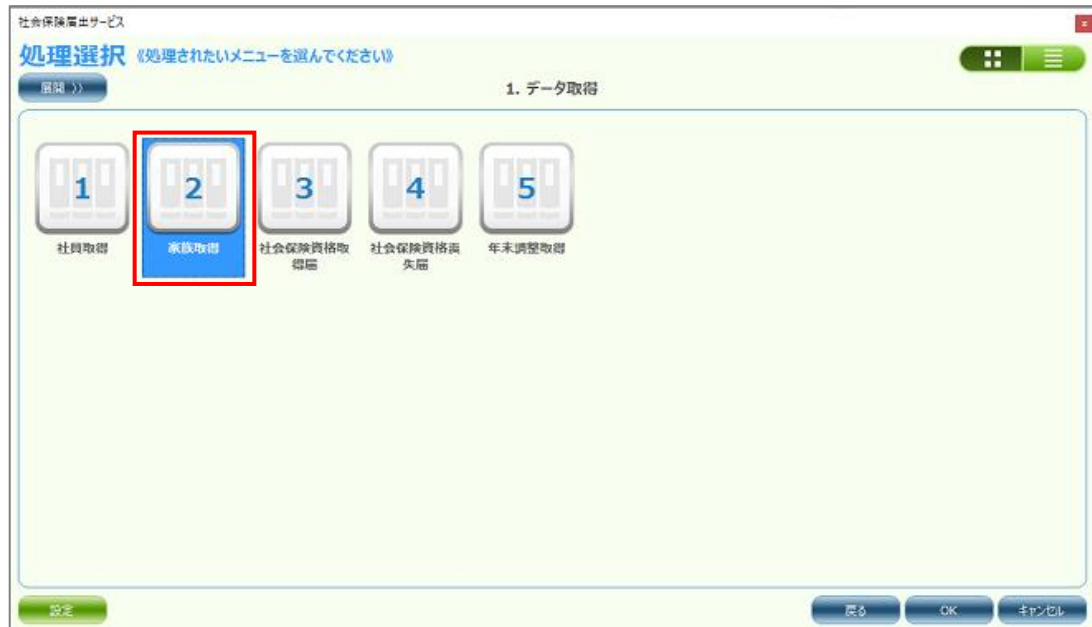 社会保険届出サービス
処理選択 《処理されたいメニューを選んでください》
展開 》
1. データ取得
1
2
3
4
5
社員取得
家族取得
社会保険資格取
得届
社会保険資格喪
失届
年末調整取得
設定
戻る
OK
キャンセル